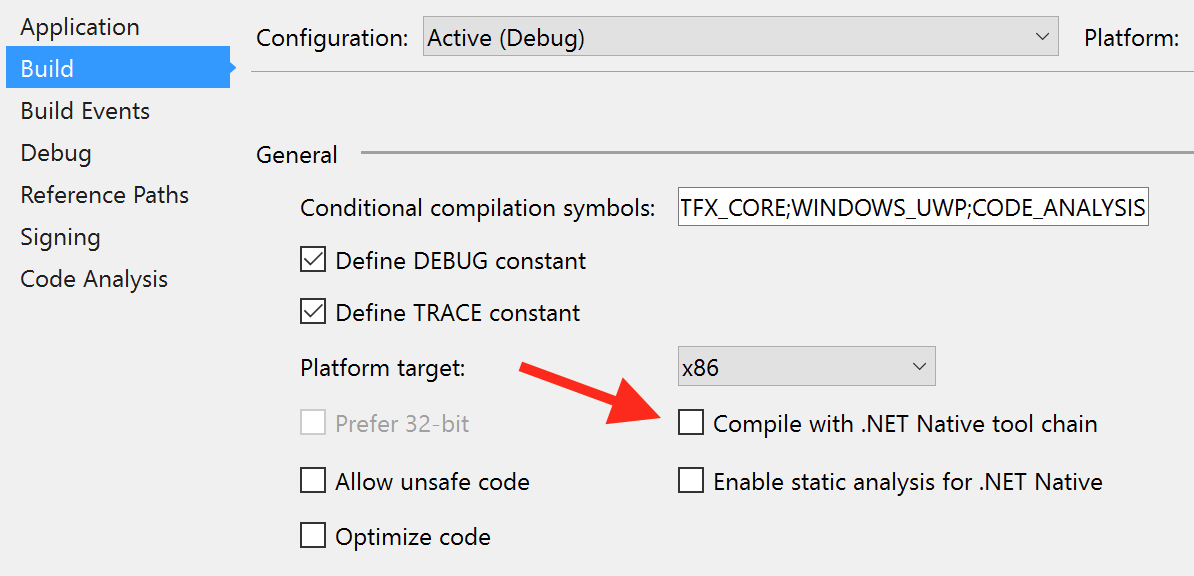 Application
Build
Build Events
Debug
Reference Paths
Signing
Code Analysis
Configuration: Active (Debug) Platform:
General
Conditional compilation symbols: TFX_CORE;WINDOWS_UWP;CODE_ANALYSIS
Define DEBUG constant
Define TRACE constant
Platform target: x86
Prefer 32-bit Compile with .NET Native tool chain
Allow unsafe code Enable static analysis for .NET Native
Optimize code